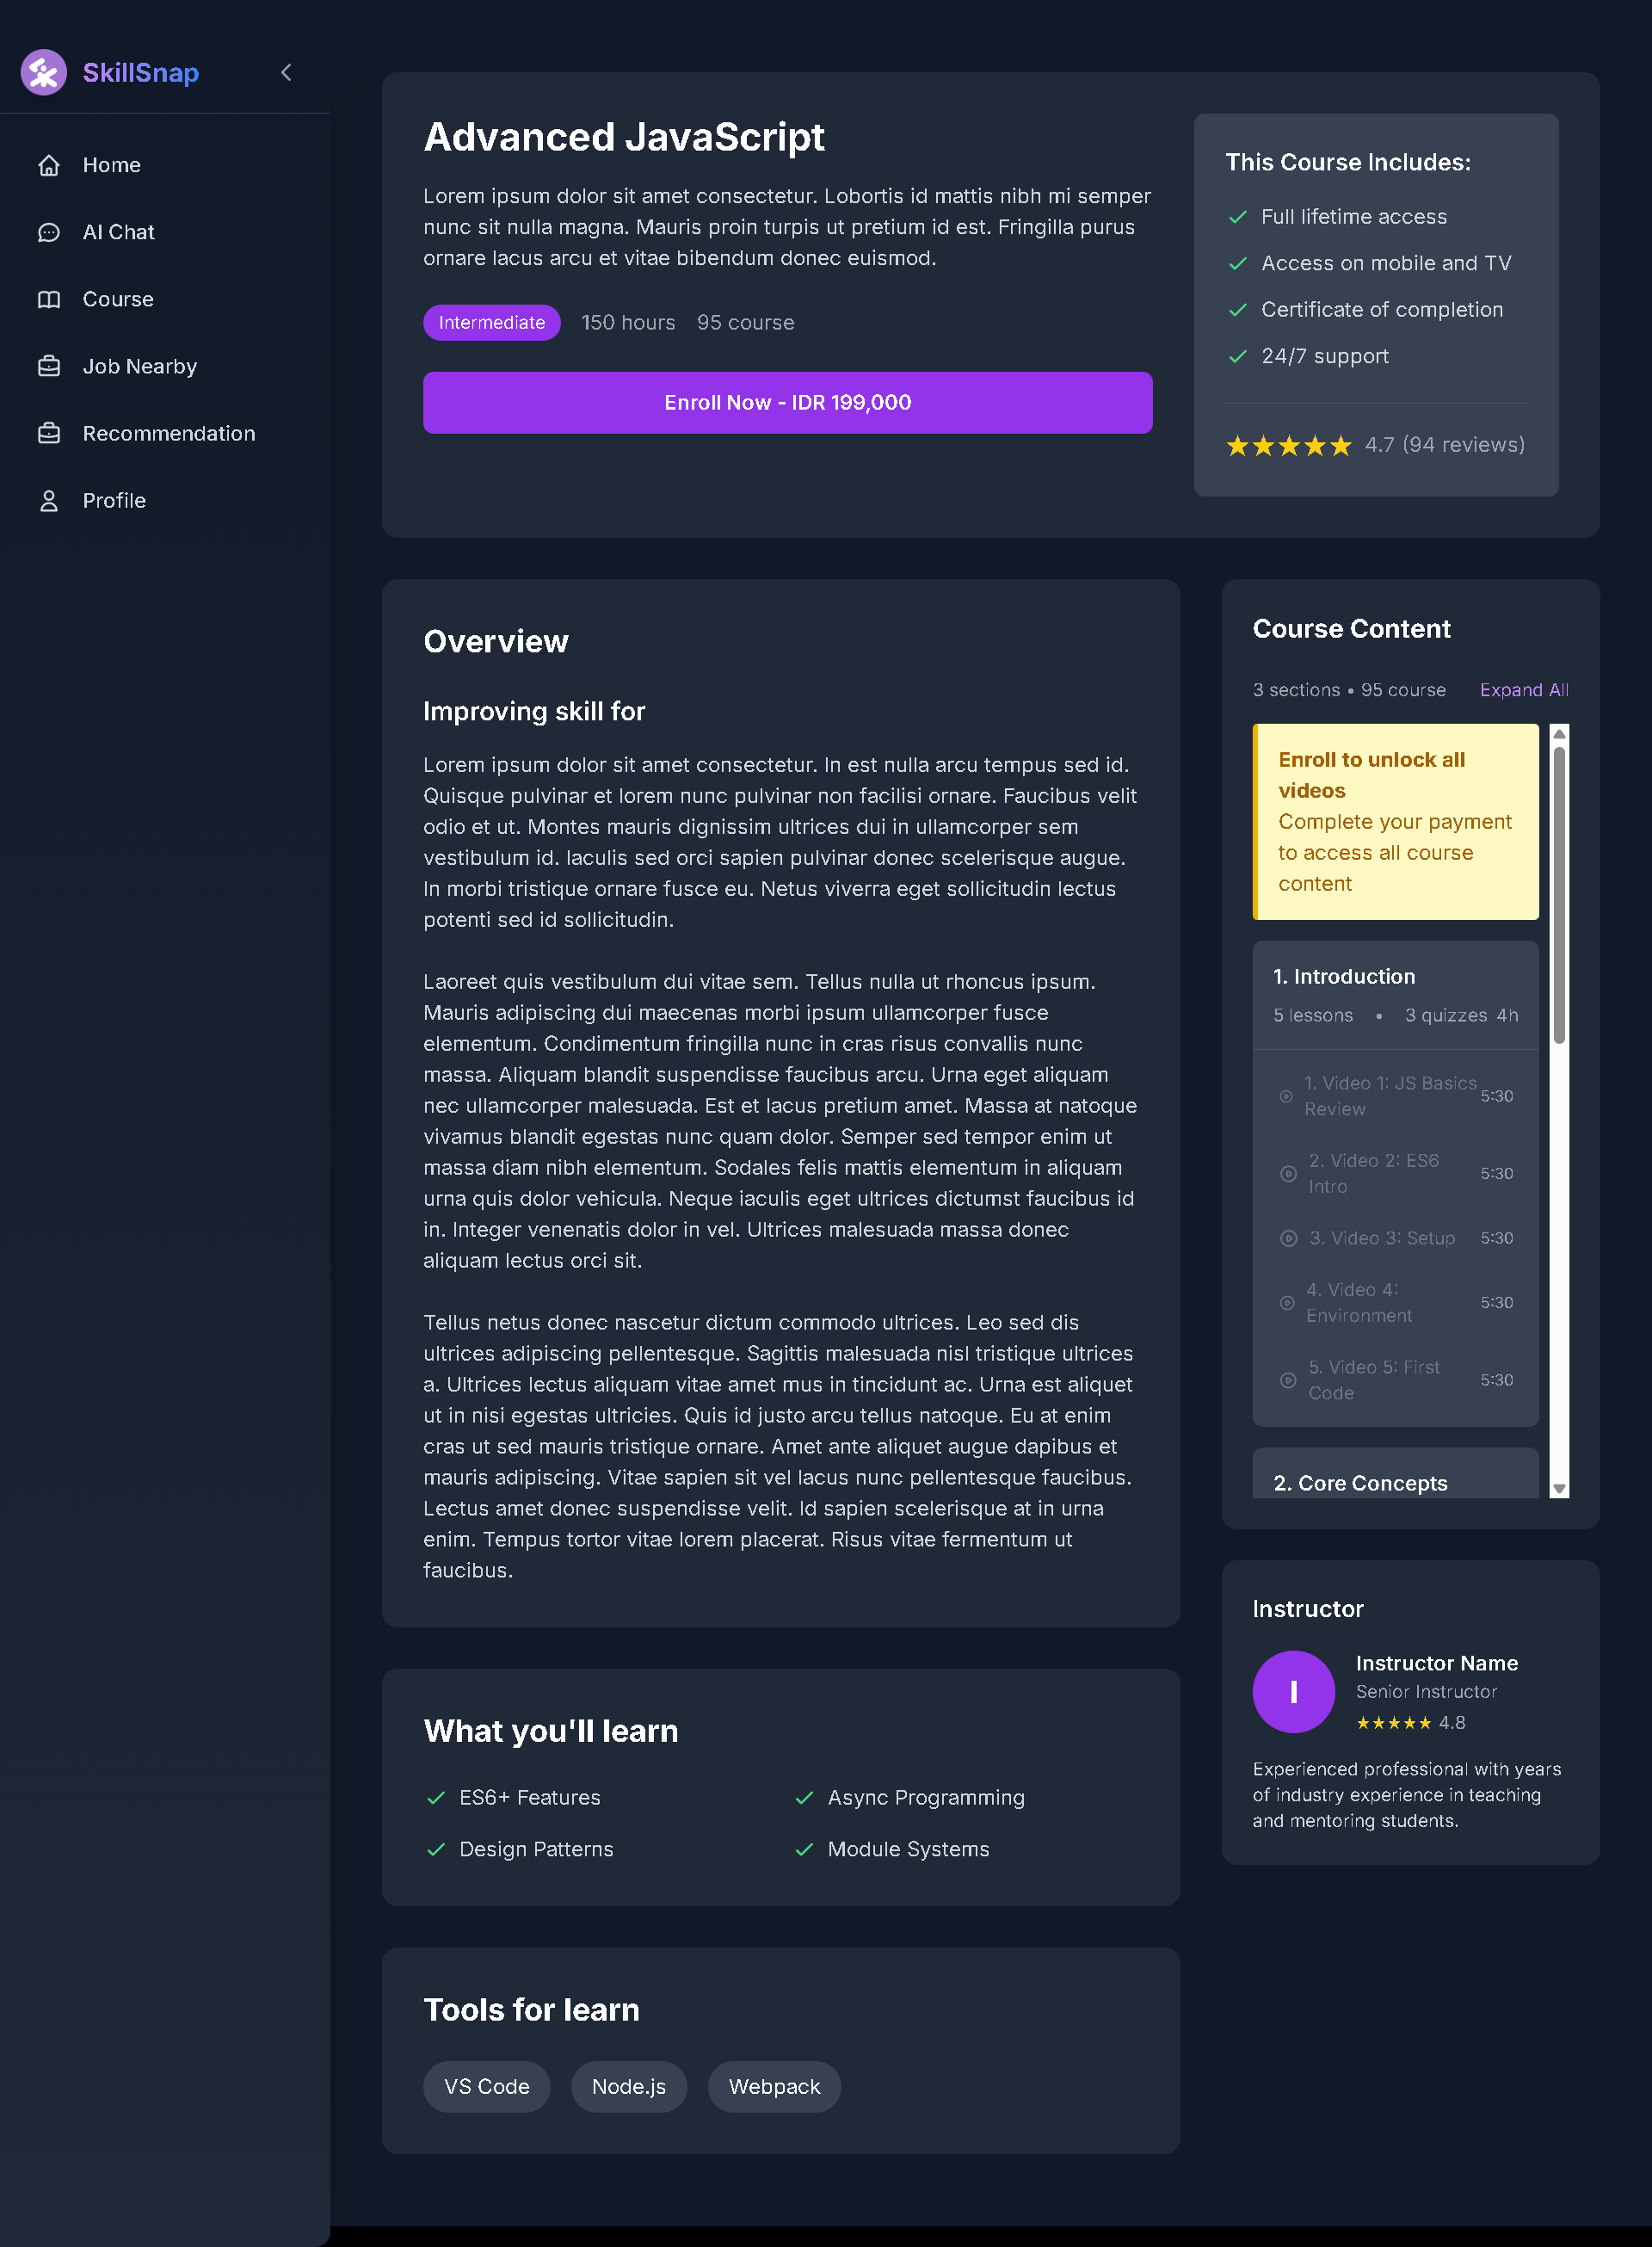 SkillSnap
Home
AI Chat
Course
Job Nearby
Recommendation
Profile
Advanced JavaScript
Lorem ipsum dolor sit amet consectetur. Lobortis id mattis nibh mi semper
nunc sit nulla magna. Mauris proin turpis ut pretium id est. Fringilla purus
ornare lacus arcu et vitae bibendum donec euismod.
Intermediate 150 hours 95 course
Enroll Now - IDR 199,000
This Course Includes:
Full lifetime access
Access on mobile and TV
Certificate of completion
24/7 support
★★★★★ 4.7 (94 reviews)
Overview
Improving skill for
Lorem ipsum dolor sit amet consectetur. In est nulla arcu tempus sed id.
Quisque pulvinar et lorem nunc pulvinar non facilisi ornare. Faucibus velit
odio et ut. Montes mauris dignissim ultrices dui in ullamcorper sem
vestibulum id. Iaculis sed orci sapien pulvinar donec scelerisque augue.
In morbi tristique ornare fusce eu. Netus viverra eget sollicitudin lectus
potenti sed id sollicitudin.
Laoreet quis vestibulum dui vitae sem. Tellus nulla ut rhoncus ipsum.
Mauris adipiscing dui maecenas morbi ipsum ullamcorper fusce
elementum. Condimentum fringilla nunc in cras risus convallis nunc
massa. Aliquam blandit suspendisse faucibus arcu. Urna eget aliquam
nec ullamcorper malesuada. Est et lacus pretium amet. Massa at natoque
vivamus blandit egestas nunc quam dolor. Semper sed tempor enim ut
massa diam nibh elementum. Sodales felis mattis elementum in aliquam
urna quis dolor vehicula. Neque iaculis eget ultrices dictumst faucibus id
in. Integer venenatis dolor in vel. Ultrices malesuada massa donec
aliquam lectus orci sit.
Tellus netus donec nascetur dictum commodo ultrices. Leo sed dis
ultrices adipiscing pellentesque. Sagittis malesuada nisl tristique ultrices
a. Ultrices lectus aliquam vitae amet mus in tincidunt ac. Urna est aliquet
ut in nisi egestas ultricies. Quis id justo arcu tellus natoque. Eu at enim
cras ut sed mauris tristique ornare. Amet ante aliquet augue dapibus et
mauris adipiscing. Vitae sapien sit vel lacus nunc pellentesque faucibus.
Lectus amet donec suspendisse velit. Id sapien scelerisque at in urna
enim. Tempus tortor vitae lorem placerat. Risus vitae fermentum ut
faucibus.
What you'll learn
ES6+ Features
Async Programming
Design Patterns
Module Systems
Tools for learn
VS Code
Node.js
Webpack
Course Content
3 sections • 95 course Expand All
Enroll to unlock all
videos
Complete your payment
to access all course
content
1. Introduction
5 lessons • 3 quizzes 4h
1. Video 1: JS Basics
Review
5:30
2. Video 2: ES6
Intro
5:30
3. Video 3: Setup 5:30
4. Video 4:
Environment
5:30
5. Video 5: First
Code
5:30
2. Core Concepts
Instructor
I
Instructor Name
Senior Instructor
★★★★★ 4.8
Experienced professional with years
of industry experience in teaching
and mentoring students.